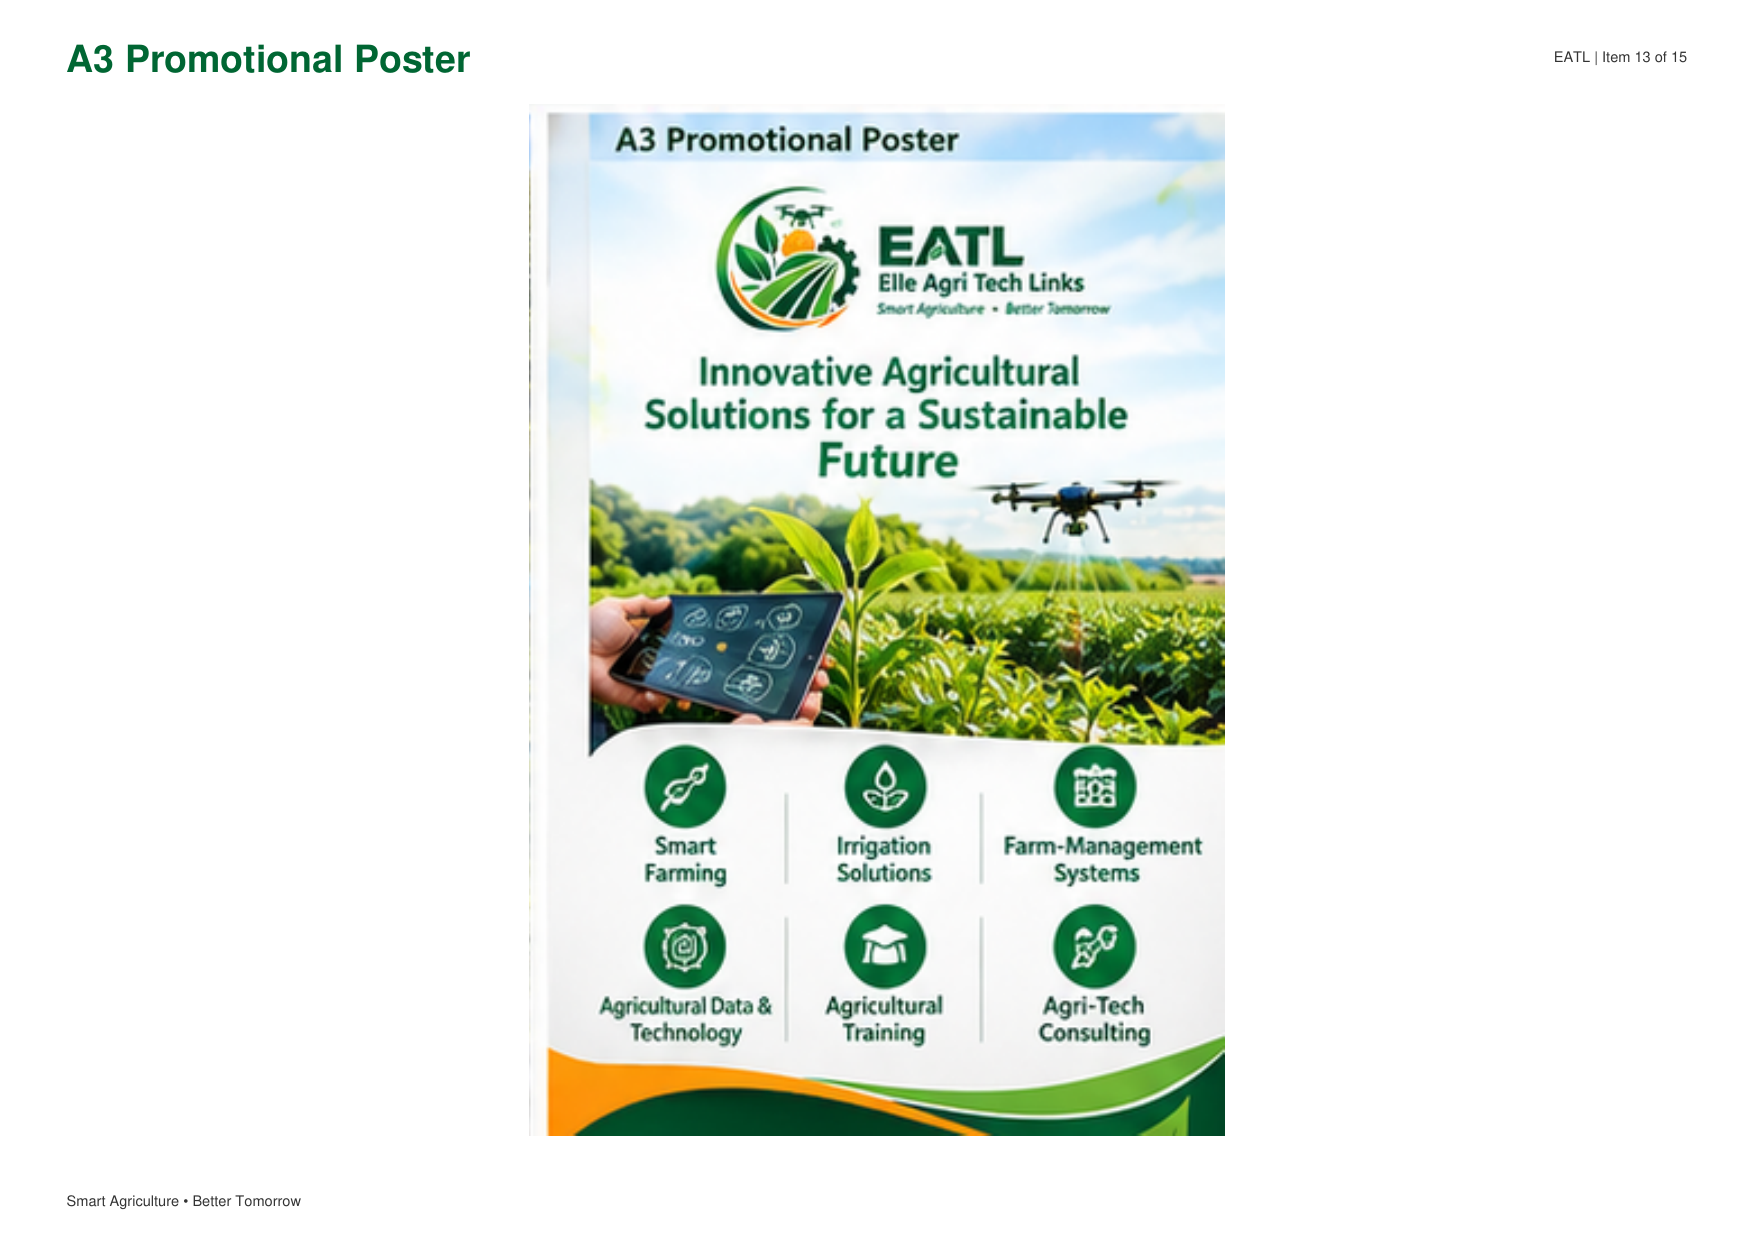 A3 Promotional Poster
EATL | Item 13 of 15
A3 Promotional Poster
EATL
Elle Agri Tech Links
Smart Agriculture • Better Tomorrow
Innovative Agricultural
Solutions for a Sustainable
Future
Smart
Farming
Irrigation
Solutions
Farm-Management
Systems
Agricultural Data &
Technology
Agricultural
Training
Agri-Tech
Consulting
Smart Agriculture • Better Tomorrow